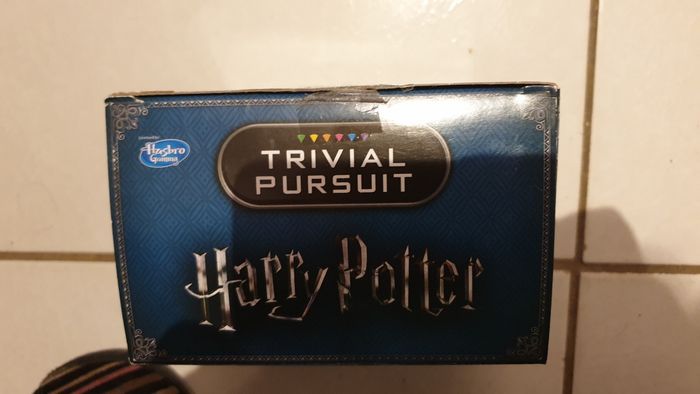 Hasbro
Gaming
TRIVIAL
PURSUIT
Harry Potter